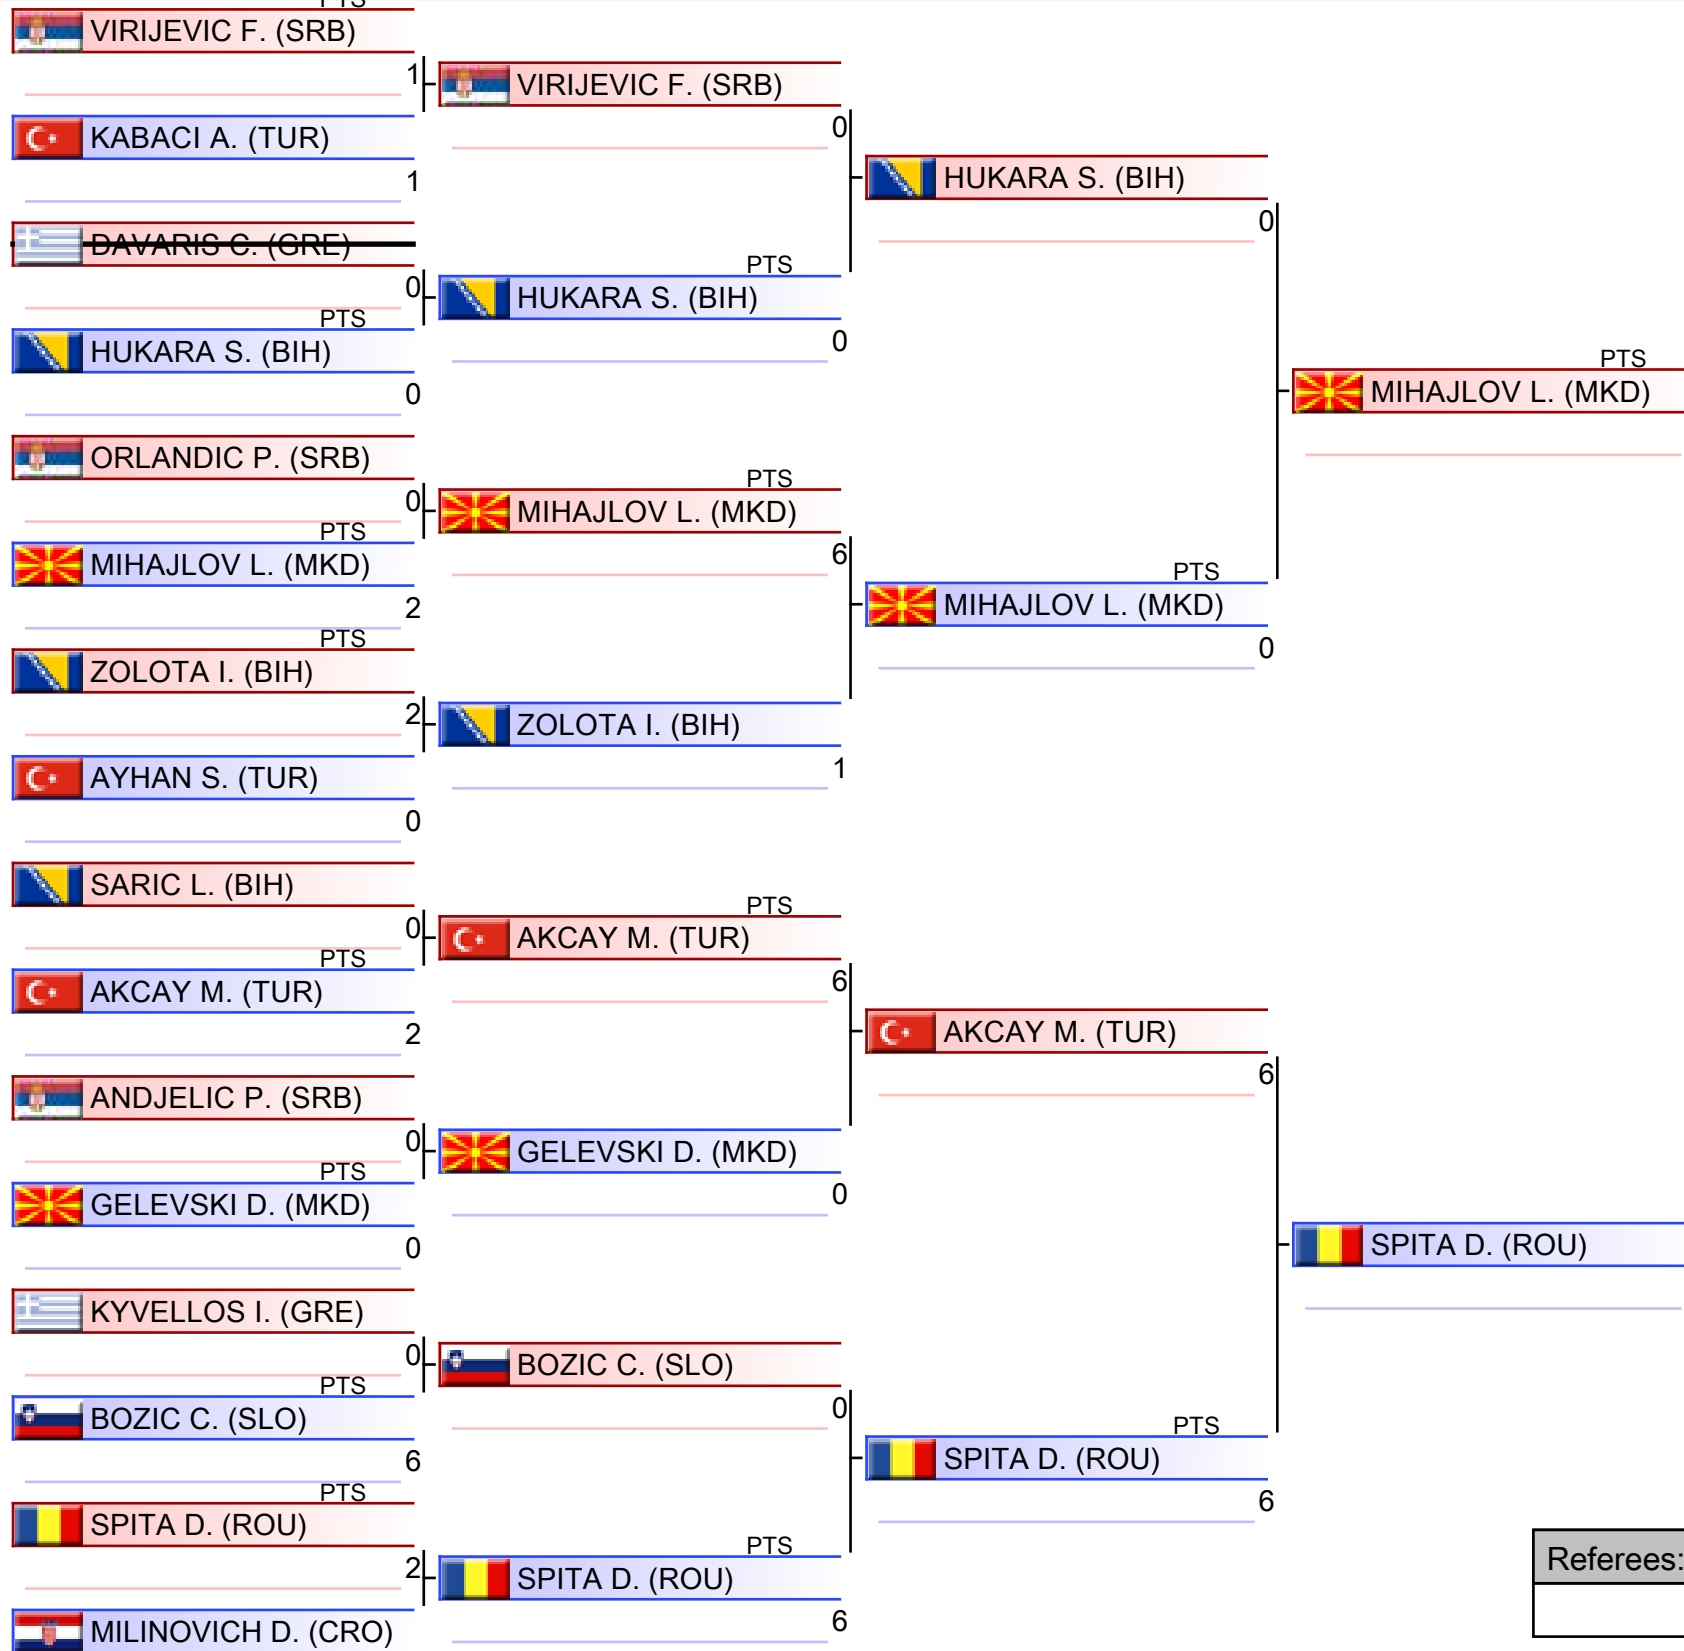 PTS
VIRIJEVIC F. (SRB)
1
KABACI A. (TUR)
1
DAVARIS C. (GRE)
0
PTS
HUKARA S. (BIH)
0
ORLANDIC P. (SRB)
0
PTS
MIHAJLOV L. (MKD)
2
PTS
ZOLOTA I. (BIH)
2
AYHAN S. (TUR)
0
SARIC L. (BIH)
0
PTS
AKCAY M. (TUR)
2
ANDJELIC P. (SRB)
0
PTS
GELEVSKI D. (MKD)
0
KYVELLOS I. (GRE)
0
PTS
BOZIC C. (SLO)
6
PTS
SPITA D. (ROU)
2
MILINOVICH D. (CRO)
VIRIJEVIC F. (SRB)
0
PTS
HUKARA S. (BIH)
0
PTS
MIHAJLOV L. (MKD)
6
ZOLOTA I. (BIH)
1
PTS
AKCAY M. (TUR)
6
GELEVSKI D. (MKD)
0
BOZIC C. (SLO)
0
PTS
SPITA D. (ROU)
6
HUKARA S. (BIH)
0
PTS
MIHAJLOV L. (MKD)
0
AKCAY M. (TUR)
6
PTS
SPITA D. (ROU)
6
PTS
MIHAJLOV L. (MKD)
SPITA D. (ROU)
Referees: